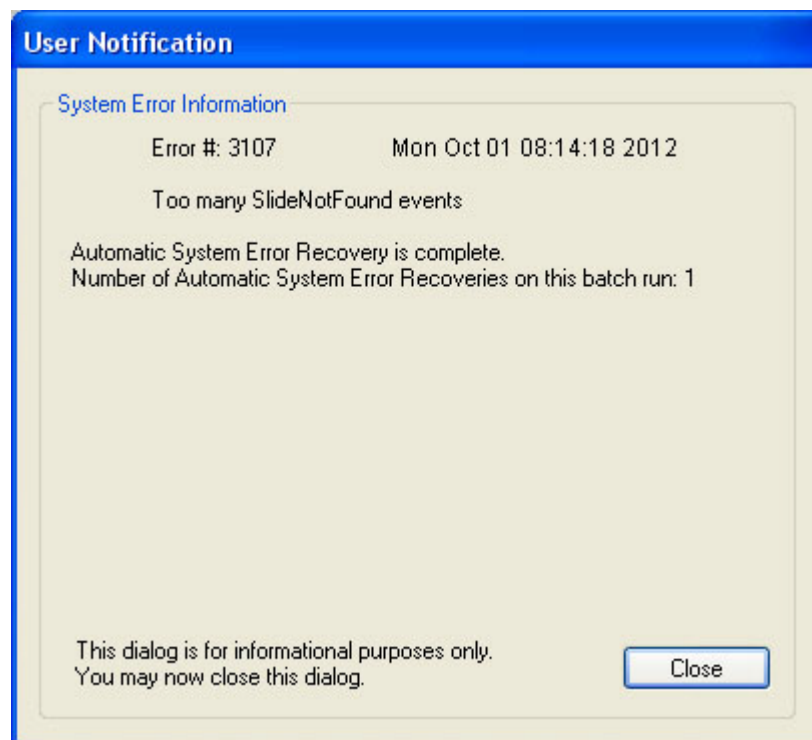 User Notification
System Error Information
Error #: 3107 Mon Oct 01 08:14:18 2012
Too many SlideNotFound events
Automatic System Error Recovery is complete.
Number of Automatic System Error Recoveries on this batch run: 1
This dialog is for informational purposes only.
You may now close this dialog.
Close